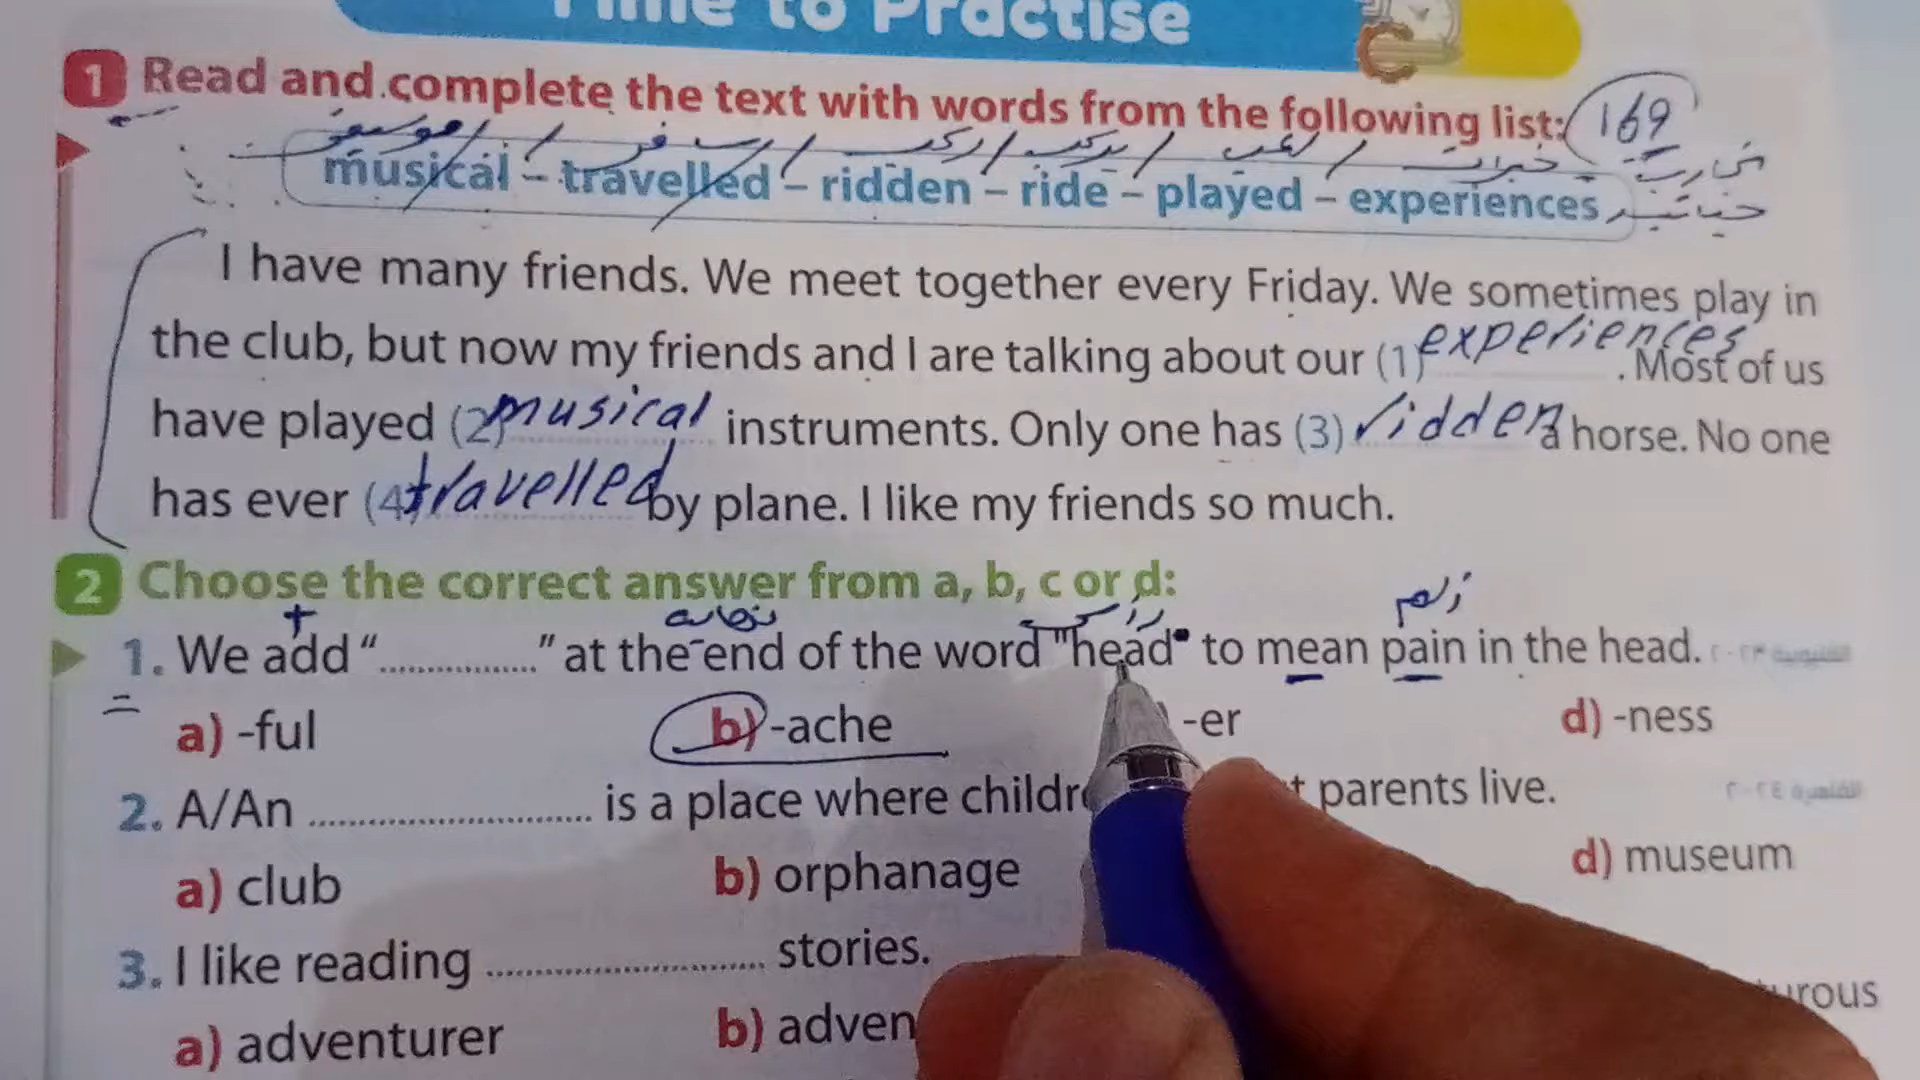 Time to Practise
1 Read and complete the text with words from the following list: 169
musical – travelled – ridden – ride – played – experiences
I have many friends. We meet together every Friday. We sometimes play in
the club, but now my friends and I are talking about our (1) experiences. Most of us
have played (2) musical instruments. Only one has (3) ridden a horse. No one
has ever (4) travelled by plane. I like my friends so much.
2 Choose the correct answer from a, b, c or d:
+ نهاية رأس
1. We add "..............." at the end of the word "head" to mean pain in the head.
a) -ful b) -ache -er d) -ness
2. A/An ........................... is a place where parents live.
a) club b) orphanage d) museum
3. I like reading ........................... stories.
a) adventurer b)